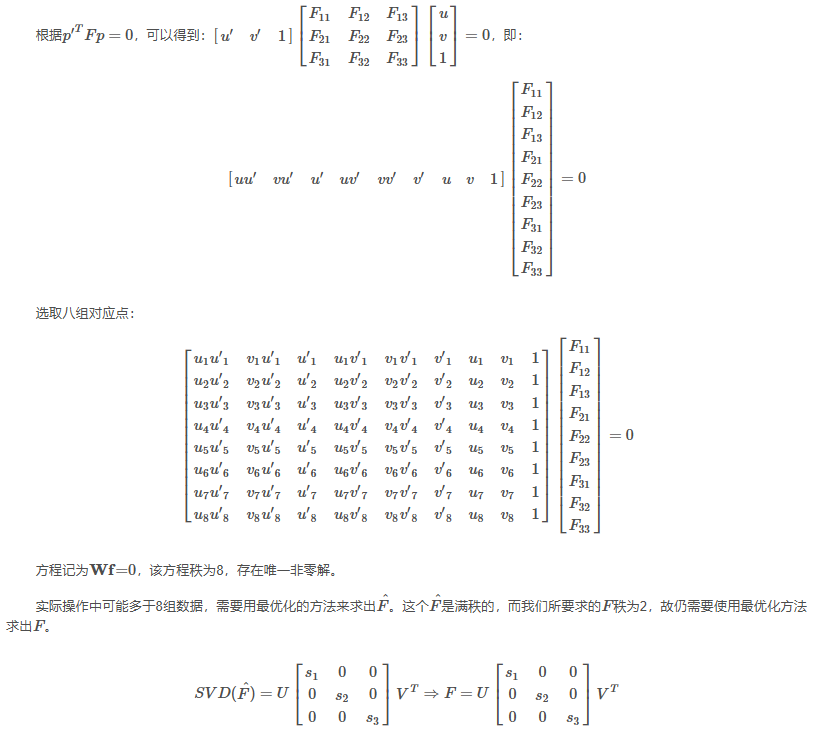 根据$p'^T Fp = 0$，可以得到：$[\,u' \quad v' \quad 1\,] \begin{bmatrix} F_{11} & F_{12} & F_{13} \\ F_{21} & F_{22} & F_{23} \\ F_{31} & F_{32} & F_{33} \end{bmatrix} \begin{bmatrix} u \\ v \\ 1 \end{bmatrix} = 0$，即：
$[\,uu' \quad vu' \quad u' \quad uv' \quad vv' \quad v' \quad u \quad v \quad 1\,] \begin{bmatrix} F_{11} \\ F_{12} \\ F_{13} \\ F_{21} \\ F_{22} \\ F_{23} \\ F_{31} \\ F_{32} \\ F_{33} \end{bmatrix} = 0$
选取八组对应点：
$\begin{bmatrix} u_1u'_1 & v_1u'_1 & u'_1 & u_1v'_1 & v_1v'_1 & v'_1 & u_1 & v_1 & 1 \\ u_2u'_2 & v_2u'_2 & u'_2 & u_2v'_2 & v_2v'_2 & v'_2 & u_2 & v_2 & 1 \\ u_3u'_3 & v_3u'_3 & u'_3 & u_3v'_3 & v_3v'_3 & v'_3 & u_3 & v_3 & 1 \\ u_4u'_4 & v_4u'_4 & u'_4 & u_4v'_4 & v_4v'_4 & v'_4 & u_4 & v_4 & 1 \\ u_5u'_5 & v_5u'_5 & u'_5 & u_5v'_5 & v_5v'_5 & v'_5 & u_5 & v_5 & 1 \\ u_6u'_6 & v_6u'_6 & u'_6 & u_6v'_6 & v_6v'_6 & v'_6 & u_6 & v_6 & 1 \\ u_7u'_7 & v_7u'_7 & u'_7 & u_7v'_7 & v_7v'_7 & v'_7 & u_7 & v_7 & 1 \\ u_8u'_8 & v_8u'_8 & u'_8 & u_8v'_8 & v_8v'_8 & v'_8 & u_8 & v_8 & 1 \end{bmatrix} \begin{bmatrix} F_{11} \\ F_{12} \\ F_{13} \\ F_{21} \\ F_{22} \\ F_{23} \\ F_{31} \\ F_{32} \\ F_{33} \end{bmatrix} = 0$
方程记为$\mathbf{Wf}$=0，该方程秩为8，存在唯一非零解。
实际操作中可能多于8组数据，需要用最优化的方法来求出$\hat{F}$。这个$\hat{F}$是满秩的，而我们所要求的$F$秩为2，故仍需要使用最优化方法
求出$F$。
$SVD(\hat{F}) = U \begin{bmatrix} s_1 & 0 & 0 \\ 0 & s_2 & 0 \\ 0 & 0 & s_3 \end{bmatrix} V^T \Rightarrow F = U \begin{bmatrix} s_1 & 0 & 0 \\ 0 & s_2 & 0 \\ 0 & 0 & s_3 \end{bmatrix} V^T$